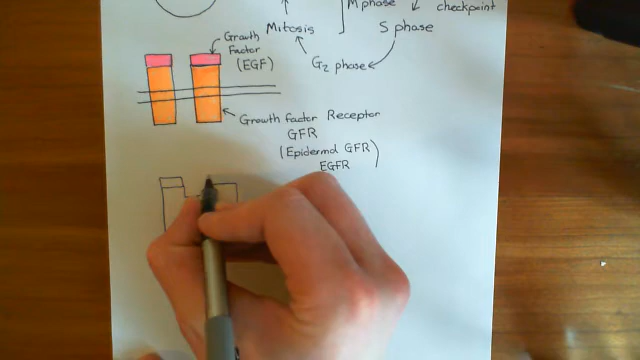 M phase
checkpoint
Mitosis
S phase
G2 phase
Growth
Factor
(EGF)
Growth factor Receptor
GFR
(Epidermal GFR)
EGFR